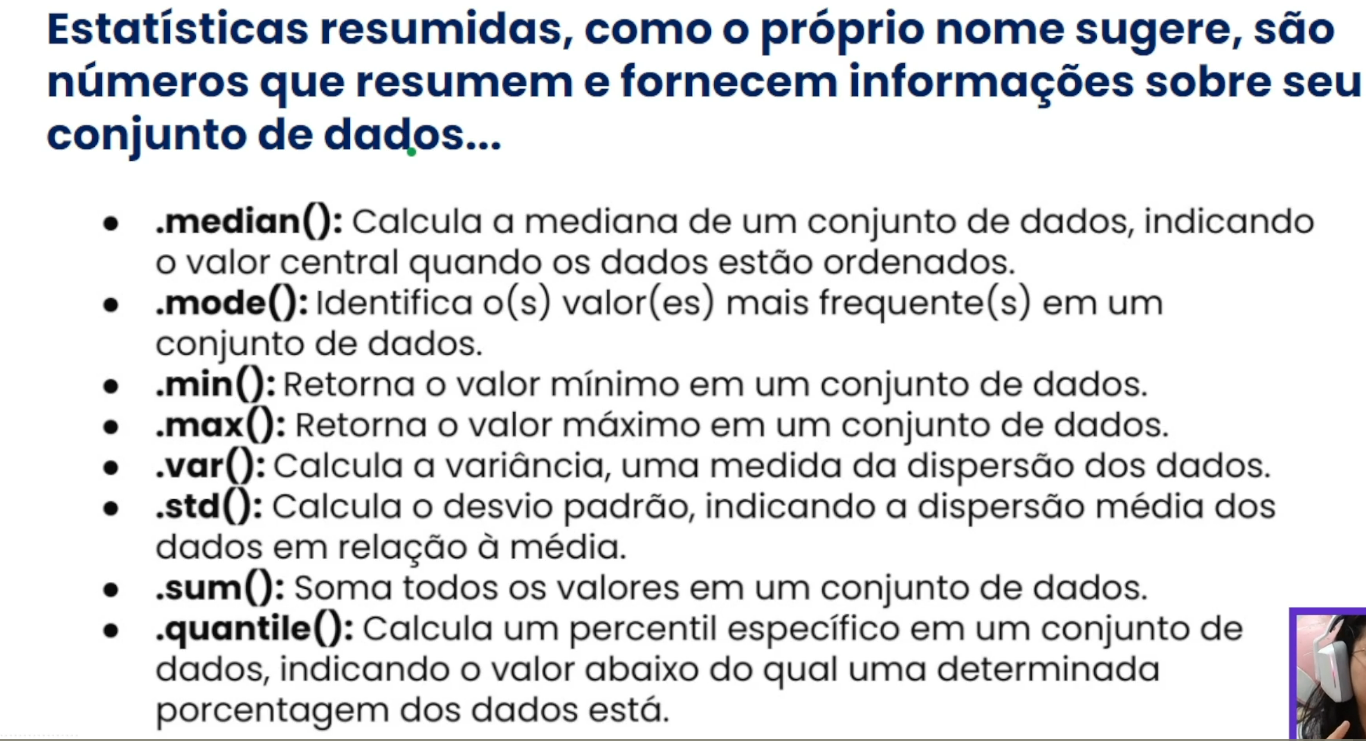 Estatísticas resumidas, como o próprio nome sugere, são
números que resumem e fornecem informações sobre seu
conjunto de dados...
● .median(): Calcula a mediana de um conjunto de dados, indicando
o valor central quando os dados estão ordenados.
● .mode(): Identifica o(s) valor(es) mais frequente(s) em um
conjunto de dados.
● .min(): Retorna o valor mínimo em um conjunto de dados.
● .max(): Retorna o valor máximo em um conjunto de dados.
● .var(): Calcula a variância, uma medida da dispersão dos dados.
● .std(): Calcula o desvio padrão, indicando a dispersão média dos
dados em relação à média.
● .sum(): Soma todos os valores em um conjunto de dados.
● .quantile(): Calcula um percentil específico em um conjunto de
dados, indicando o valor abaixo do qual uma determinada
porcentagem dos dados está.